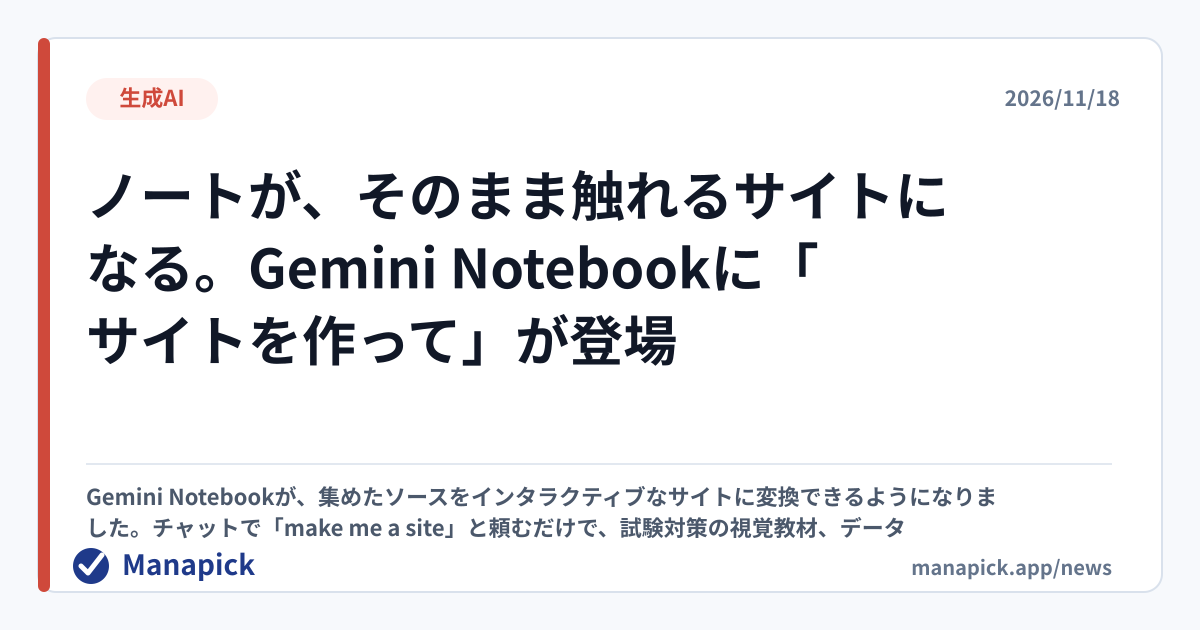 生成AI
2026/11/18
ノートが、そのまま触れるサイトに
なる。Gemini Notebookに「
サイトを作って」が登場
Gemini Notebookが、集めたソースをインタラクティブなサイトに変換できるようになりま
した。チャットで「make me a site」と頼むだけで、試験対策の視覚教材、データ
Manapick
manapick.app/news